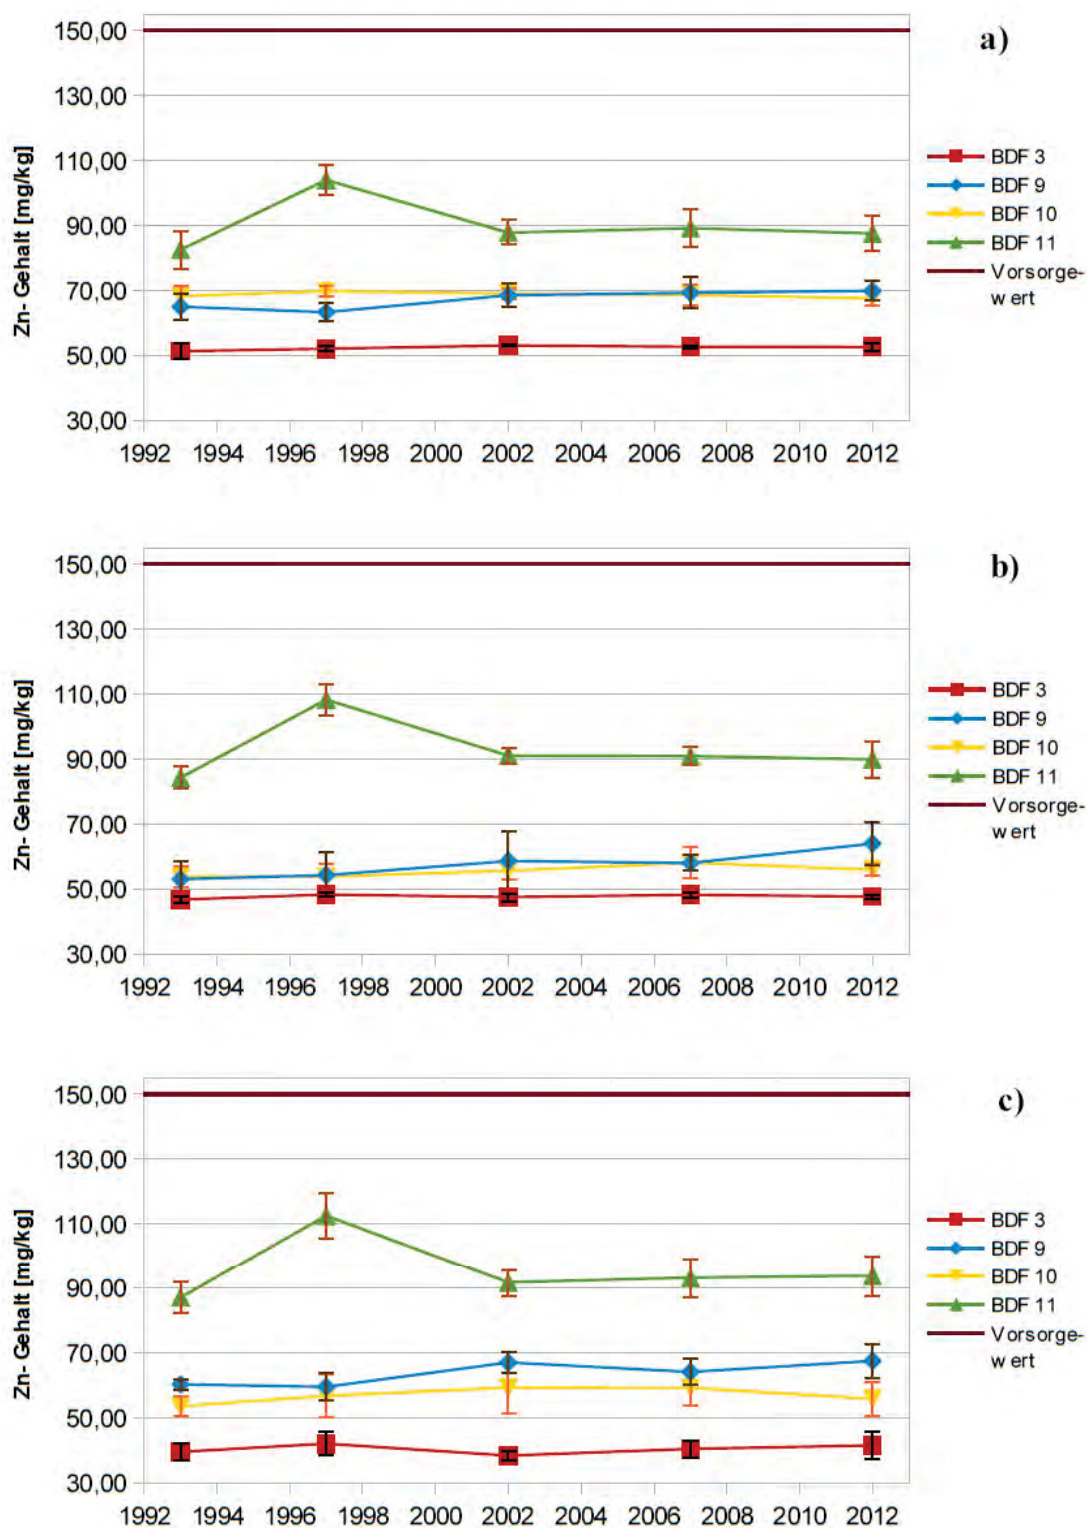 a)
Zn- Gehalt [mg/kg]
150,00
130,00
110,00
90,00
70,00
50,00
30,00
1992 1994 1996 1998 2000 2002 2004 2006 2008 2010 2012
BDF 3
BDF 9
BDF 10
BDF 11
Vorsorge-
wert
b)
Zn- Gehalt [mg/kg]
150,00
130,00
110,00
90,00
70,00
50,00
30,00
1992 1994 1996 1998 2000 2002 2004 2006 2008 2010 2012
BDF 3
BDF 9
BDF 10
BDF 11
Vorsorge-
wert
c)
Zn- Gehalt [mg/kg]
150,00
130,00
110,00
90,00
70,00
50,00
30,00
1992 1994 1996 1998 2000 2002 2004 2006 2008 2010 2012
BDF 3
BDF 9
BDF 10
BDF 11
Vorsorge-
wert